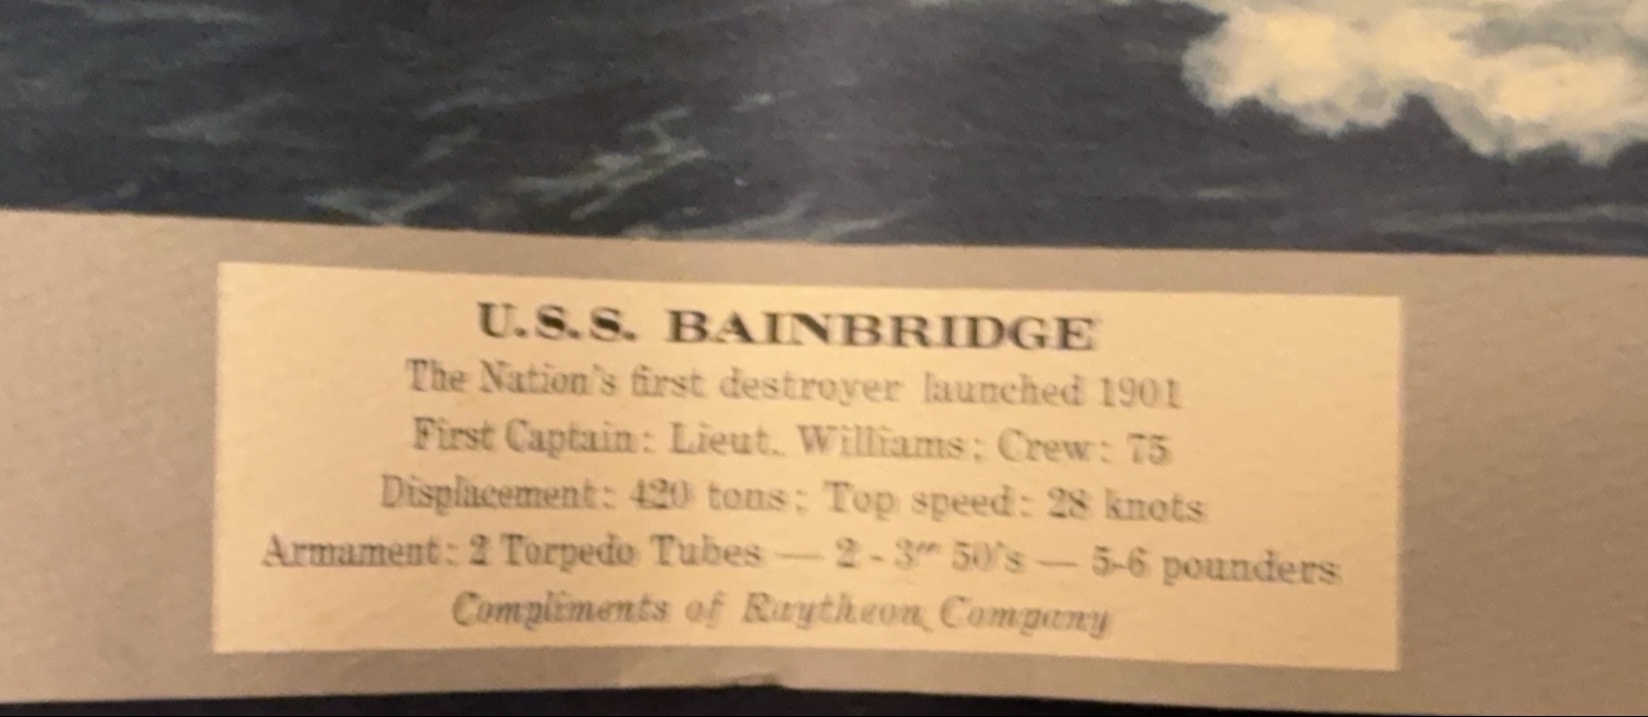 U.S.S. BAINBRIDGE
The Nation's first destroyer launched 1901
First Captain: Lieut. Williams; Crew: 75
Displacement: 420 tons; Top speed: 28 knots
Armament: 2 Torpedo Tubes — 2 - 3" 50's — 5-6 pounders
Compliments of Raytheon Company